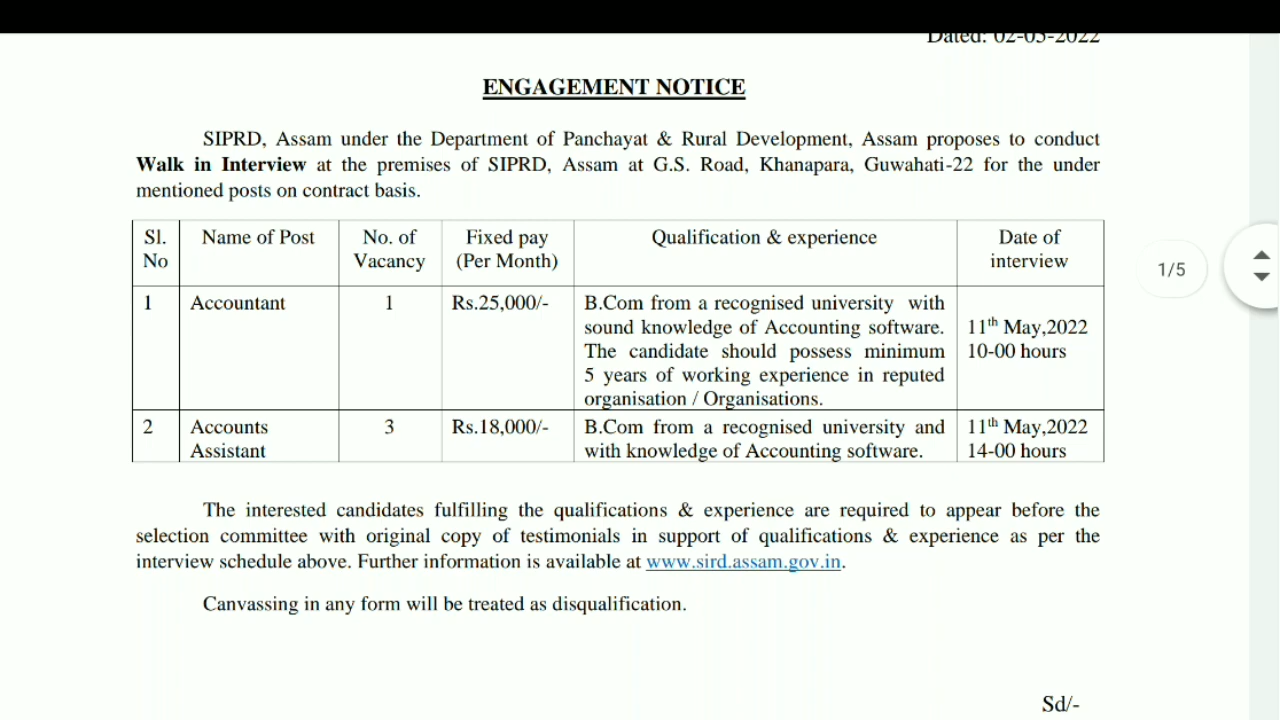 Dated: 02-05-2022
ENGAGEMENT NOTICE
SIPRD, Assam under the Department of Panchayat & Rural Development, Assam proposes to conduct
Walk in Interview at the premises of SIPRD, Assam at G.S. Road, Khanapara, Guwahati-22 for the under
mentioned posts on contract basis.
Sl. No Name of Post No. of Vacancy Fixed pay (Per Month) Qualification & experience Date of interview
1 Accountant 1 Rs.25,000/- B.Com from a recognised university with
sound knowledge of Accounting software. 11th May,2022
The candidate should possess minimum 10-00 hours
5 years of working experience in reputed
organisation / Organisations.
2 Accounts 3 Rs.18,000/- B.Com from a recognised university and 11th May,2022
Assistant with knowledge of Accounting software. 14-00 hours
The interested candidates fulfilling the qualifications & experience are required to appear before the
selection committee with original copy of testimonials in support of qualifications & experience as per the
interview schedule above. Further information is available at www.sird.assam.gov.in.
Canvassing in any form will be treated as disqualification.
Sd/-
1/5